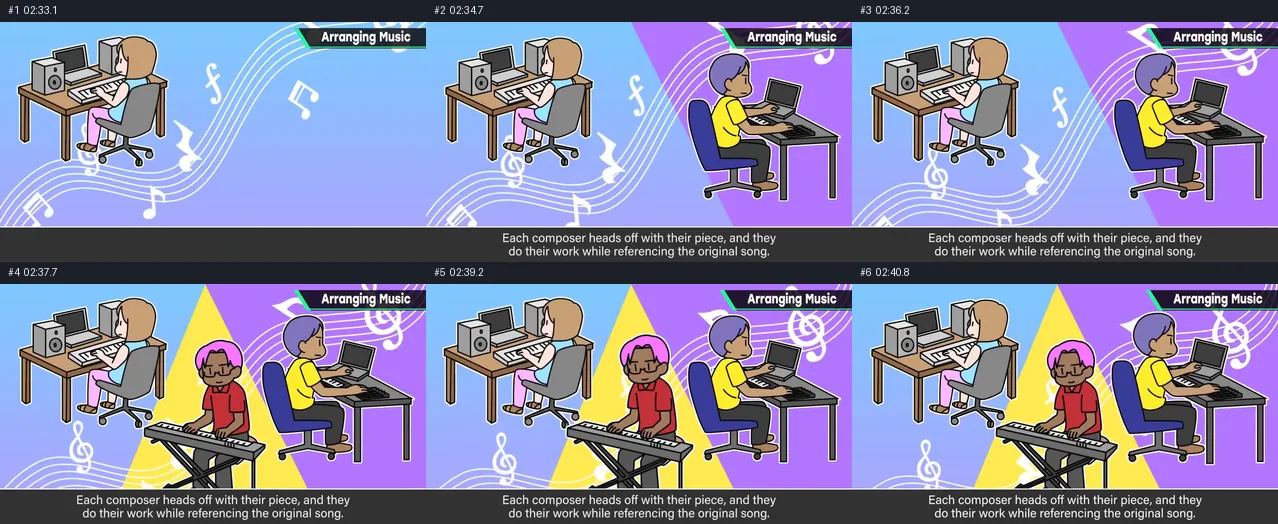 #1 02:33.1
Arranging Music
#2 02:34.7
Arranging Music
Each composer heads off with their piece, and they
do their work while referencing the original song.
#3 02:36.2
Arranging Music
Each composer heads off with their piece, and they
do their work while referencing the original song.
#4 02:37.7
Arranging Music
Each composer heads off with their piece, and they
do their work while referencing the original song.
#5 02:39.2
Arranging Music
Each composer heads off with their piece, and they
do their work while referencing the original song.
#6 02:40.8
Arranging Music
Each composer heads off with their piece, and they
do their work while referencing the original song.